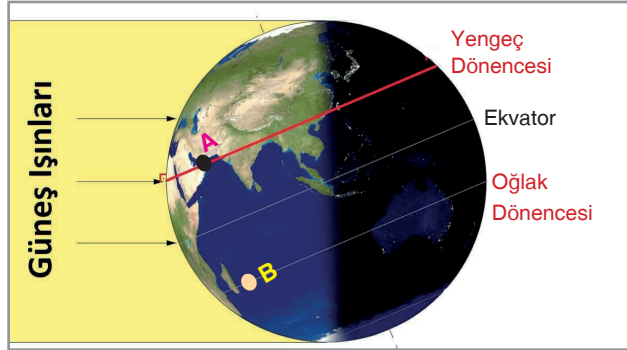 Güneş Işınları
A
B
Yengeç
Dönencesi
Ekvator
Oğlak
Dönencesi